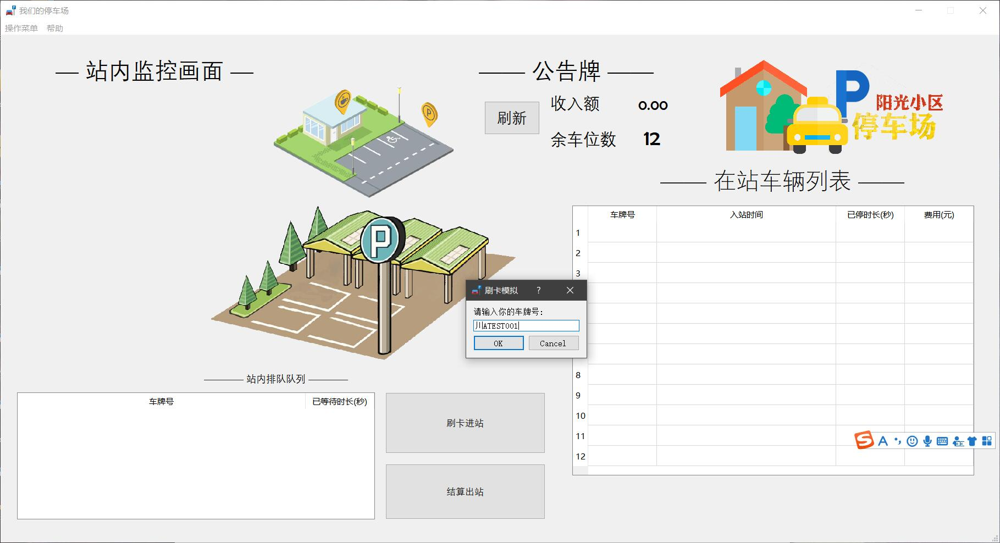 我们的停车场
操作菜单 帮助
站内监控画面
公告牌
刷新
收入额 0.00
余车位数 12
P
阳光小区
停车场
P
P
在站车辆列表
车牌号 入站时间 已停时长(秒) 费用(元)
1
2
3
8
9
10
11
12
刷卡模拟 ?
请输入你的车牌号:
川ATEST001
OK Cancel
站内排队队列
车牌号 已等待时长(秒)
刷卡进站
结算出站
S A